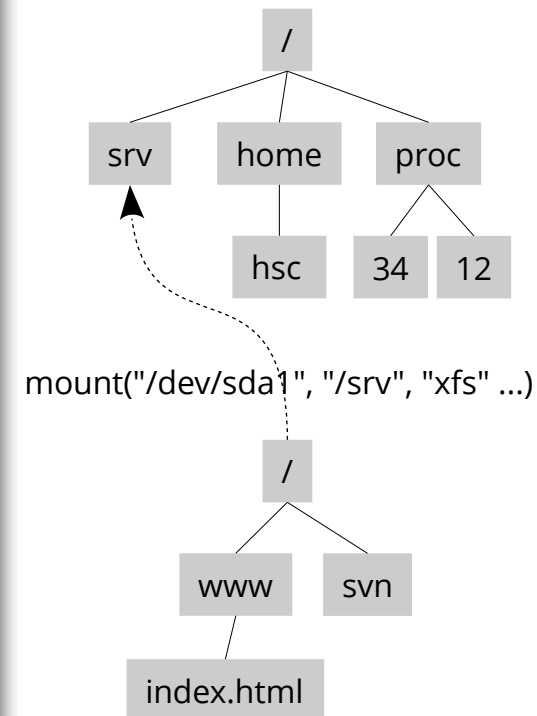 /
srv home proc
hsc 34 12
mount("/dev/sda1", "/srv", "xfs" ...)
/
www svn
index.html